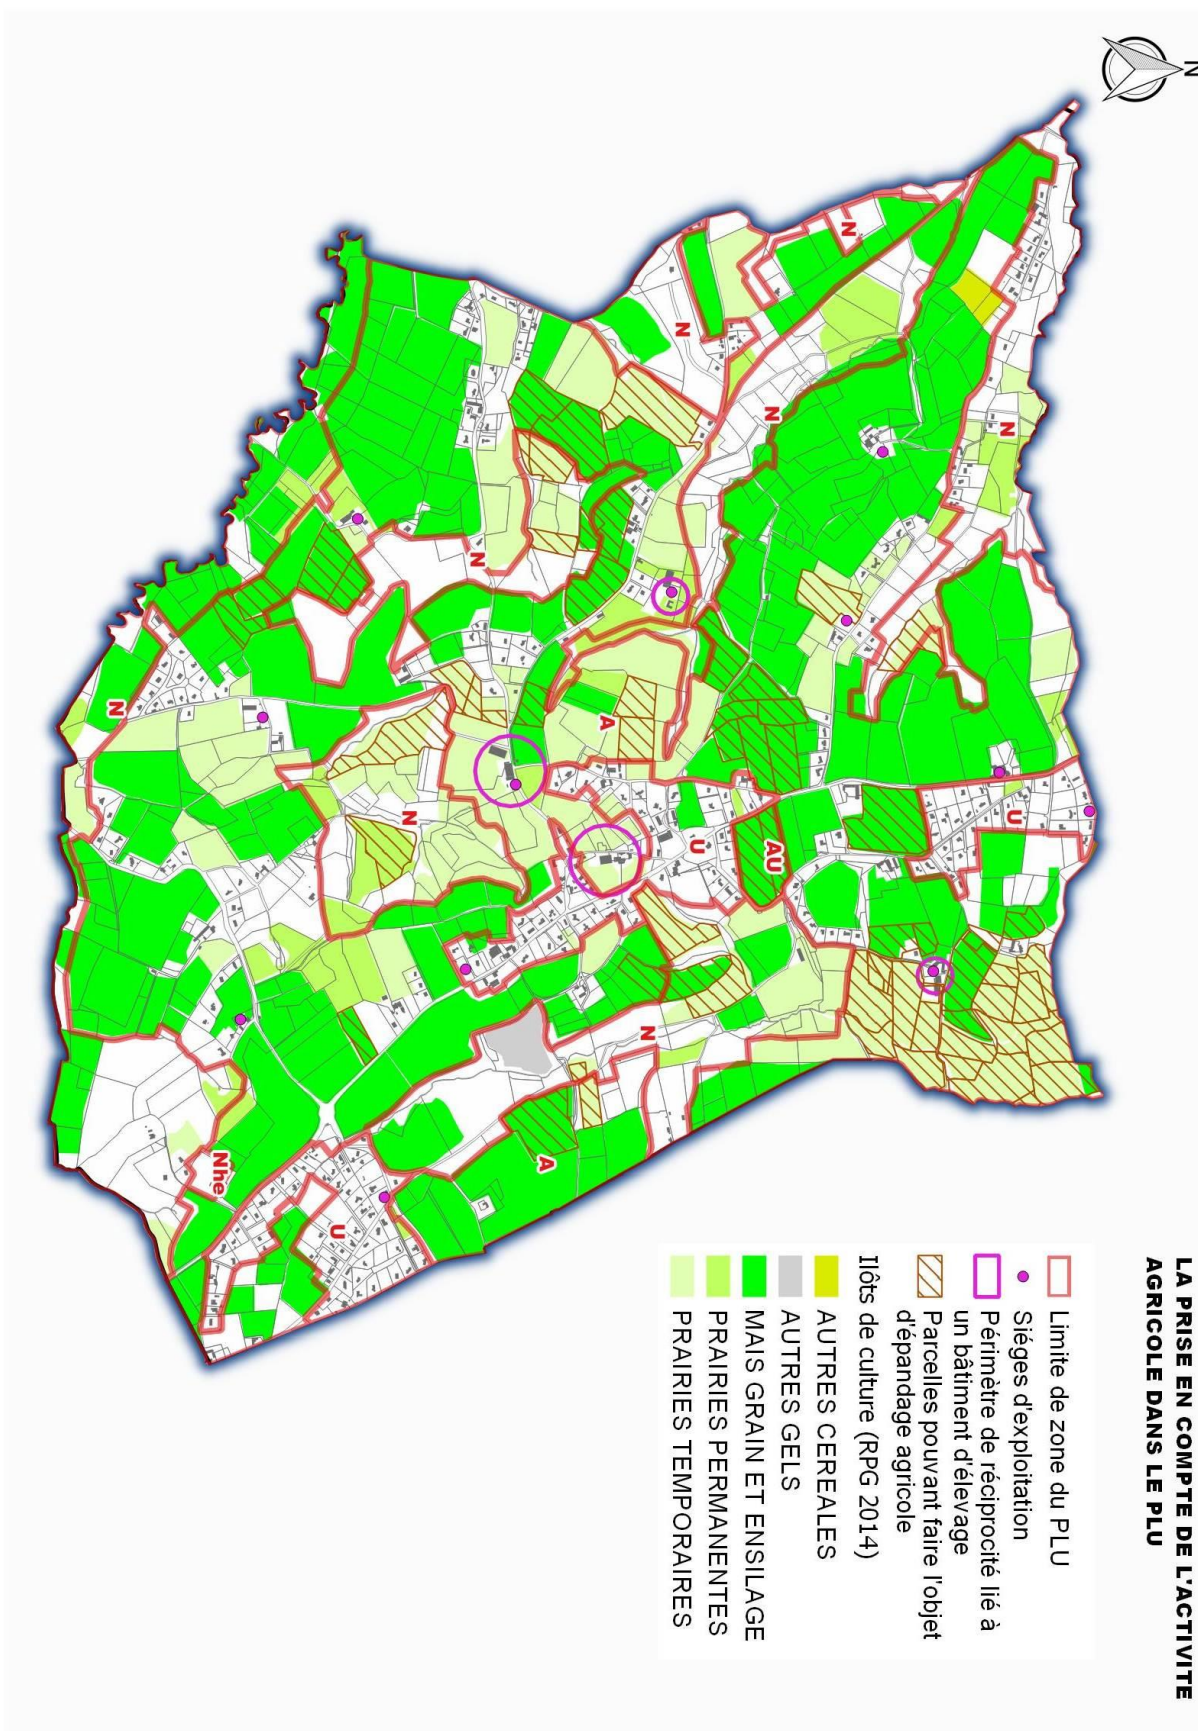 LA PRISE EN COMPTE DE L'ACTIVITE
AGRICOLE DANS LE PLU
N
Limite de zone du PLU
Siéges d'exploitation
Périmètre de réciprocité lié à
un bâtiment d'élevage
Parcelles pouvant faire l'objet
d'épandage agricole
Ilôts de culture (RPG 2014)
AUTRES CEREALES
AUTRES GELS
MAIS GRAIN ET ENSILAGE
PRAIRIES PERMANENTES
PRAIRIES TEMPORAIRES
N
N
N
N
N
A
N
N
U
AU
U
N
A
Nhe
U